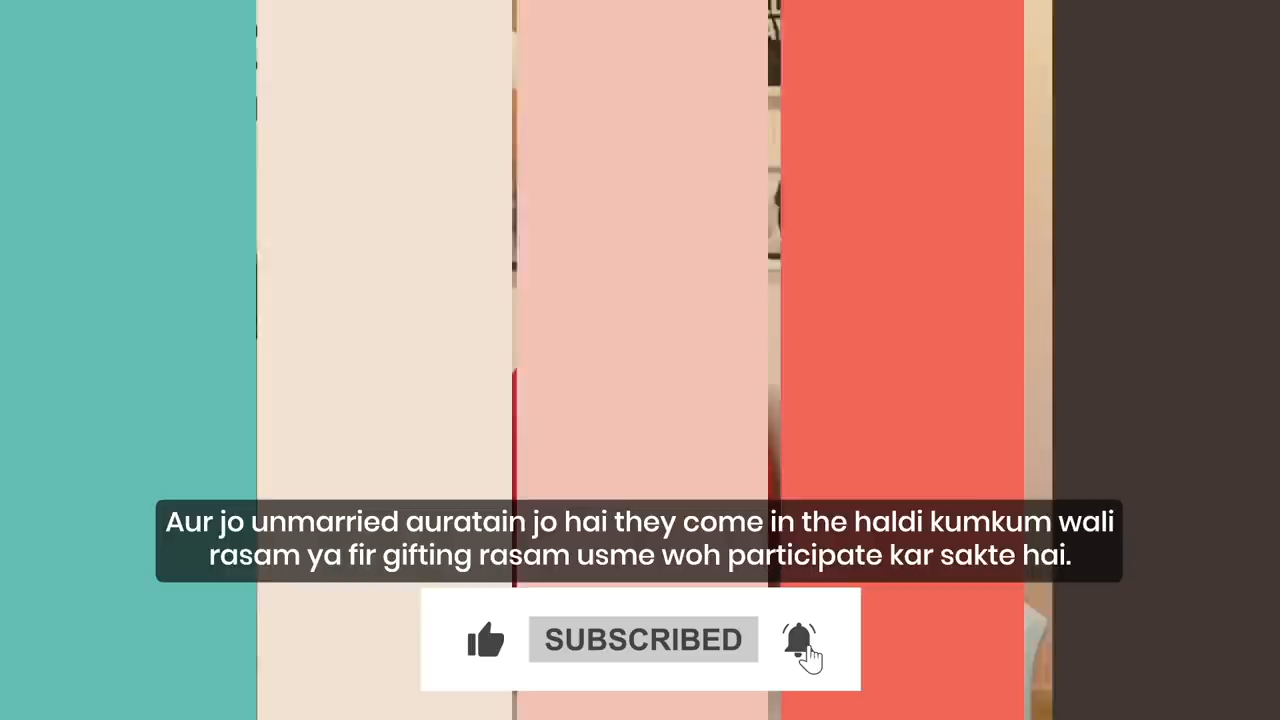 Aur jo unmarried auratain jo hai they come in the haldi kumkum wali
rasam ya fir gifting rasam usme woh participate kar sakte hai.
SUBSCRIBED